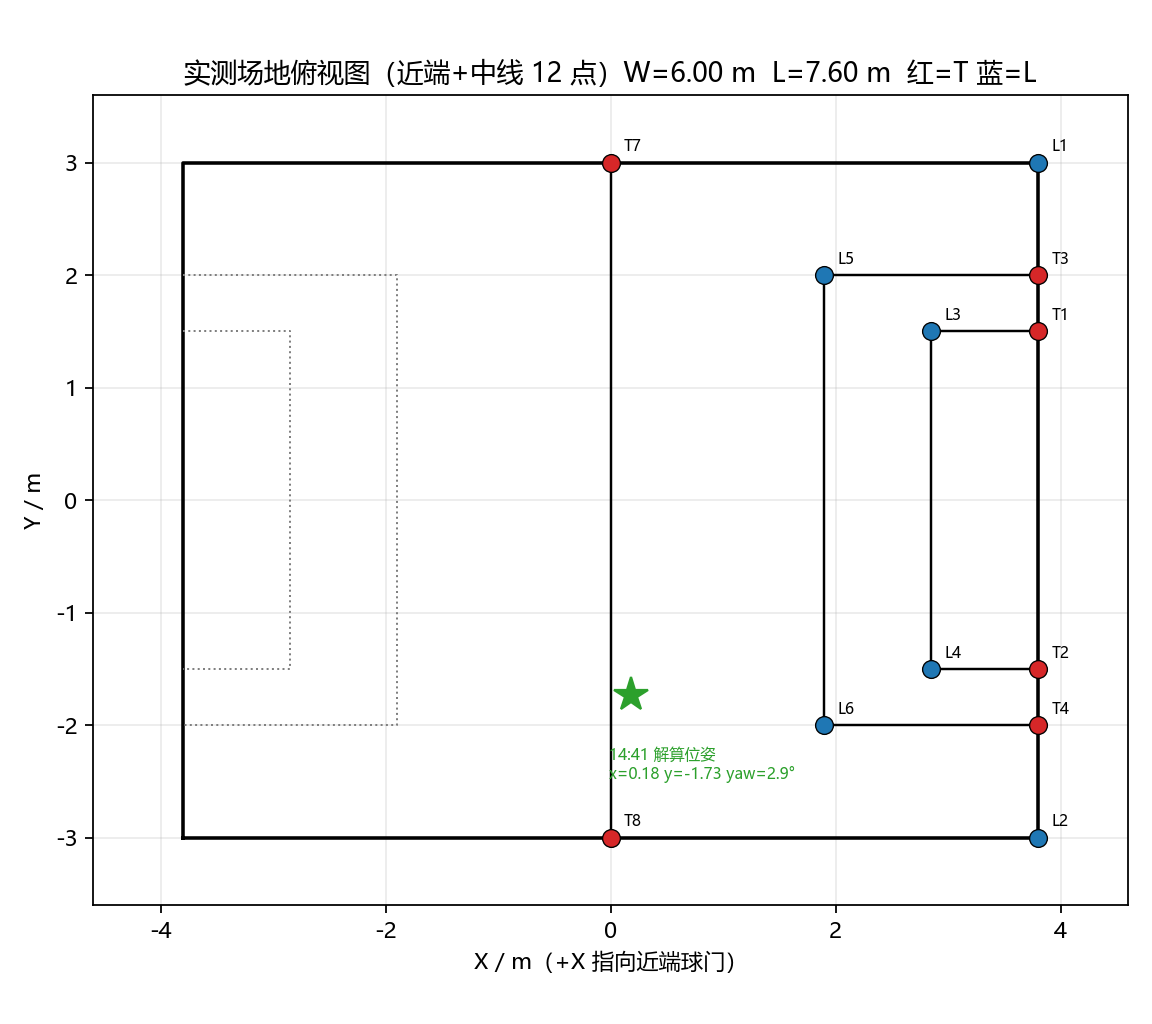 实测场地俯视图（近端+中线 12 点）W=6.00 m  L=7.60 m  红=T 蓝=L
T7
L1
3
L5
T3
2
L3
T1
1
Y / m
0
-1
L4
T2
L6
T4
-2
14:41 解算位姿
x=0.18 y=-1.73 yaw=2.9°
T8
L2
-3
-4
-2
0
2
4
X / m（+X 指向近端球门）